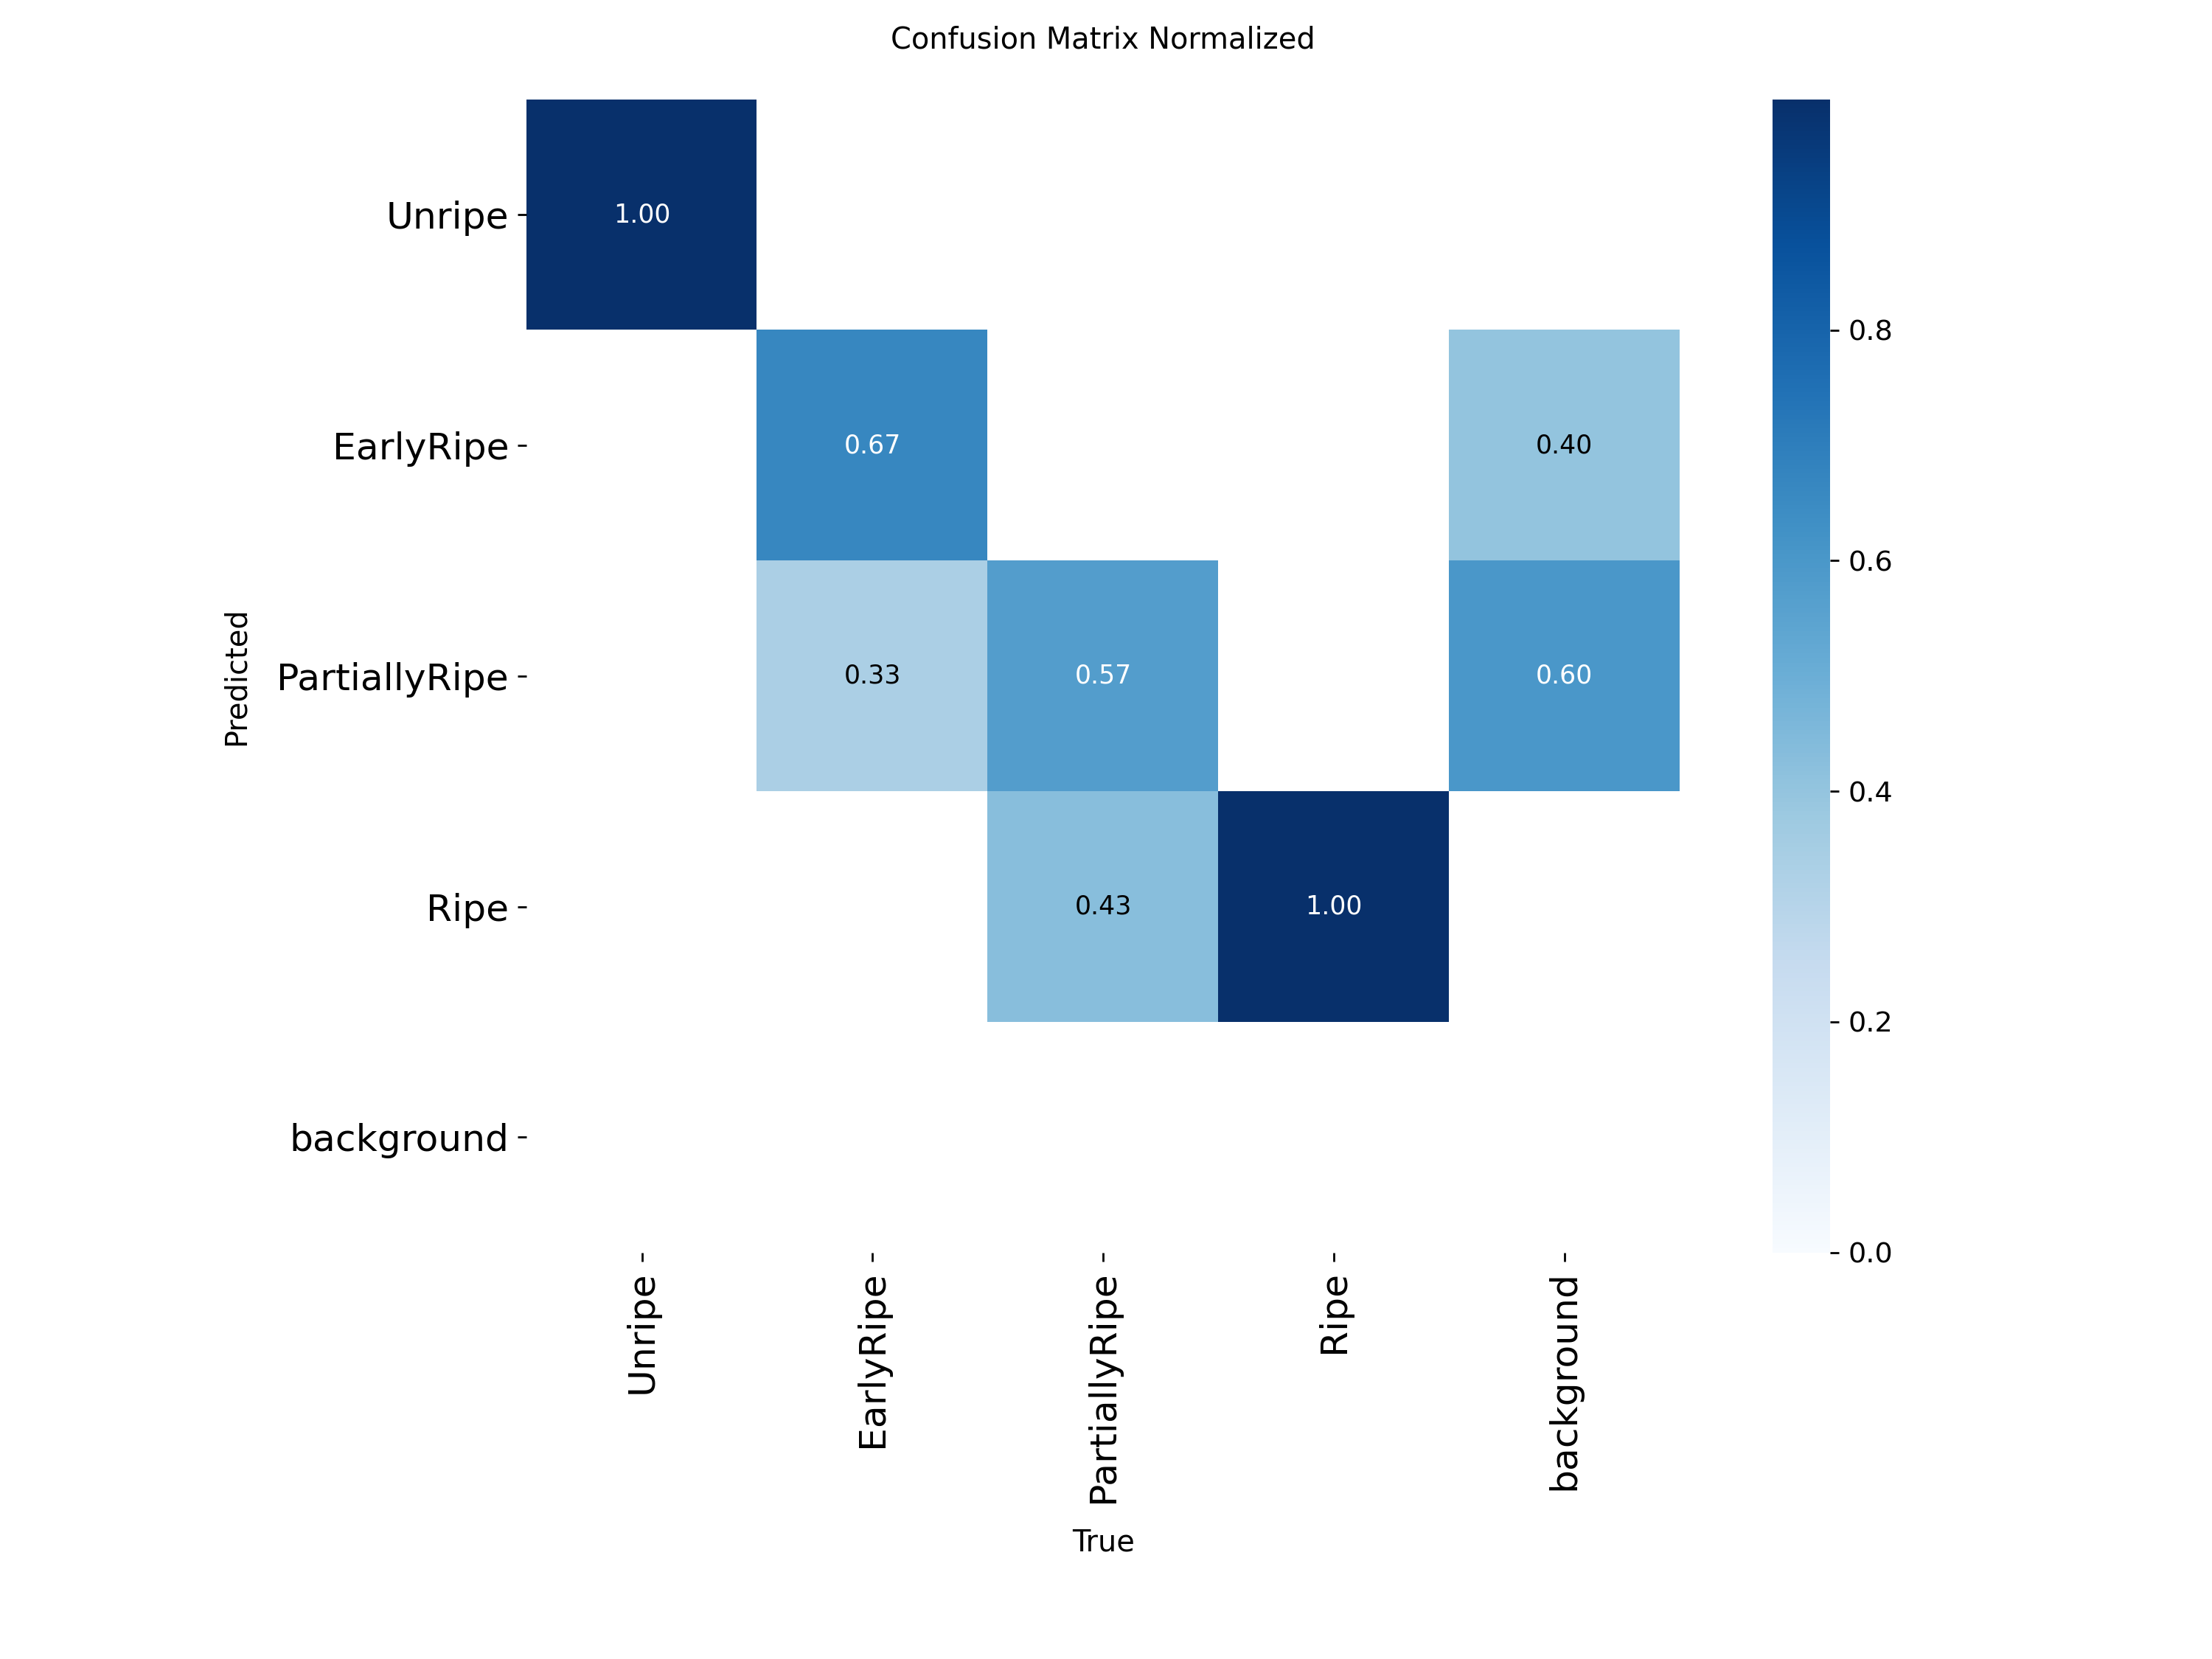 Confusion Matrix Normalized
Unripe
EarlyRipe
PartiallyRipe
Ripe
background
Predicted
1.00
0.67
0.40
0.33
0.57
0.60
0.43
1.00
0.8
0.6
0.4
0.2
0.0
Unripe
EarlyRipe
PartiallyRipe
Ripe
background
True